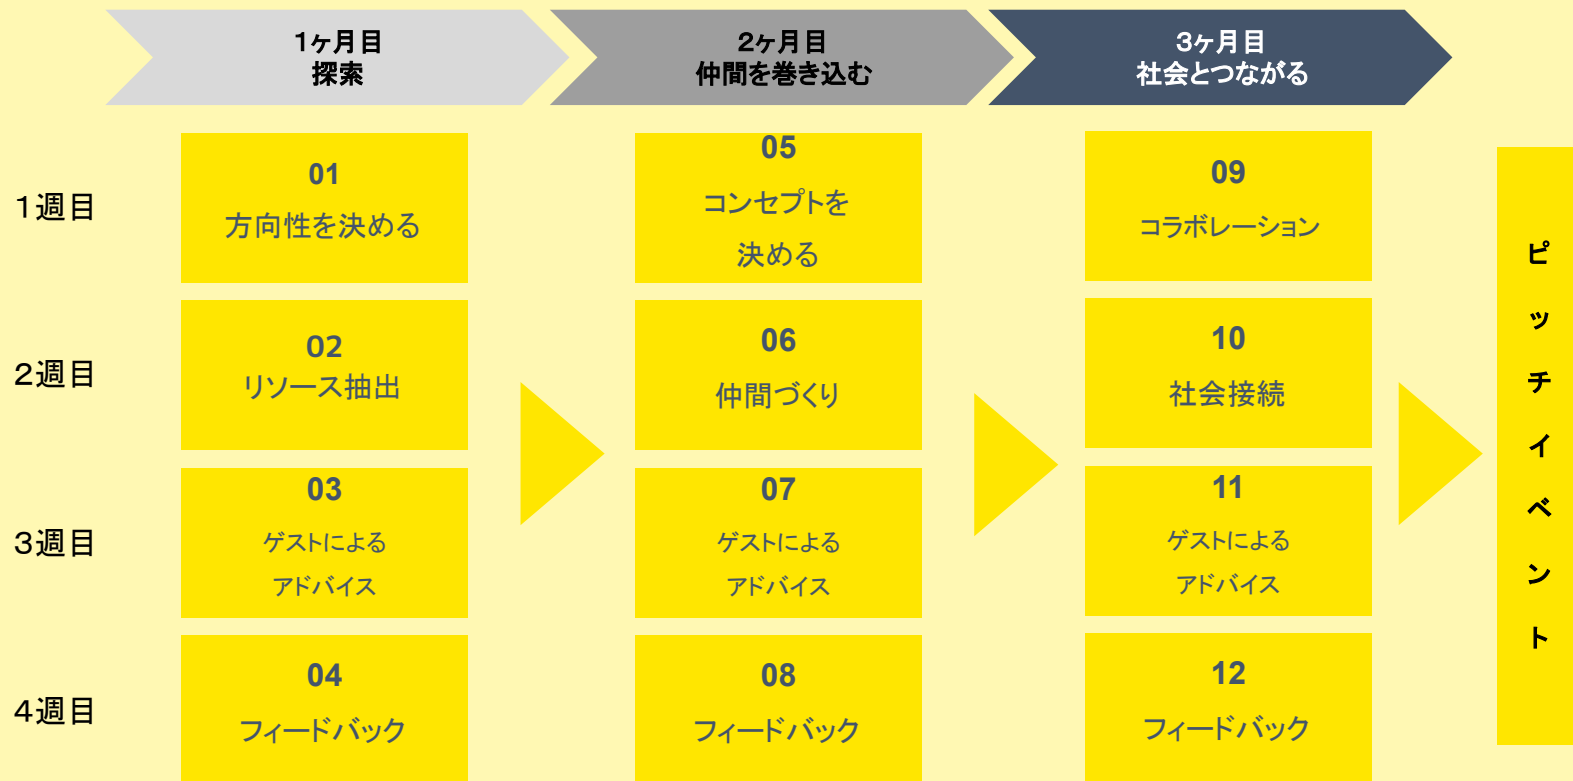 1ヶ月目
探索
2ヶ月目
仲間を巻き込む
3ヶ月目
社会とつながる
1週目
01
方向性を決める
05
コンセプトを
決める
09
コラボレーション
2週目
02
リソース抽出
06
仲間づくり
10
社会接続
3週目
03
ゲストによる
アドバイス
07
ゲストによる
アドバイス
11
ゲストによる
アドバイス
4週目
04
フィードバック
08
フィードバック
12
フィードバック
ピッチイベント